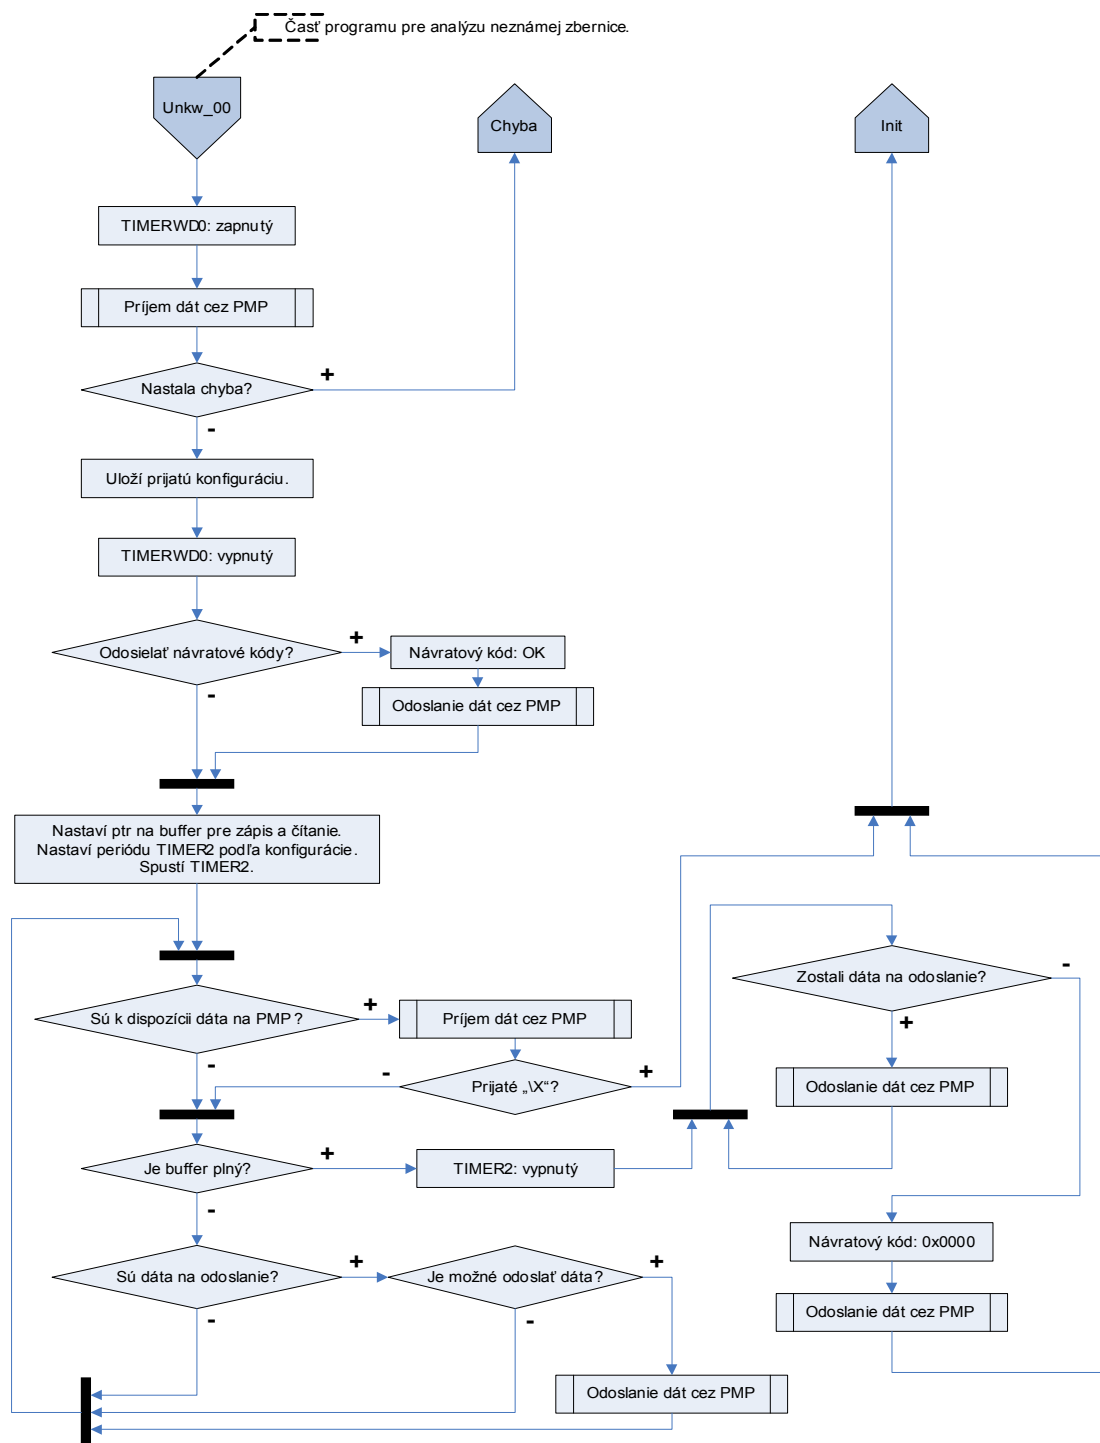 Časť programu pre analýzu neznámej zbernice.
Unkw_00
Chyba
Init
TIMERWD0: zapnutý
Príjem dát cez PMP
Nastala chyba?
+
-
Uloží prijatú konfiguráciu.
TIMERWD0: vypnutý
Odosielať návratové kódy?
+
-
Návratový kód: OK
Odoslanie dát cez PMP
Nastaví ptr na buffer pre zápis a čítanie.
Nastaví periódu TIMER2 podľa konfigurácie.
Spustí TIMER2.
Zostali dáta na odoslanie?
-
+
Odoslanie dát cez PMP
Sú k dispozícii dáta na PMP?
+
-
Príjem dát cez PMP
Prijaté „\X“?
-
+
Je buffer plný?
+
-
TIMER2: vypnutý
Návratový kód: 0x0000
Odoslanie dát cez PMP
Sú dáta na odoslanie?
+
-
Je možné odoslať dáta?
+
-
Odoslanie dát cez PMP